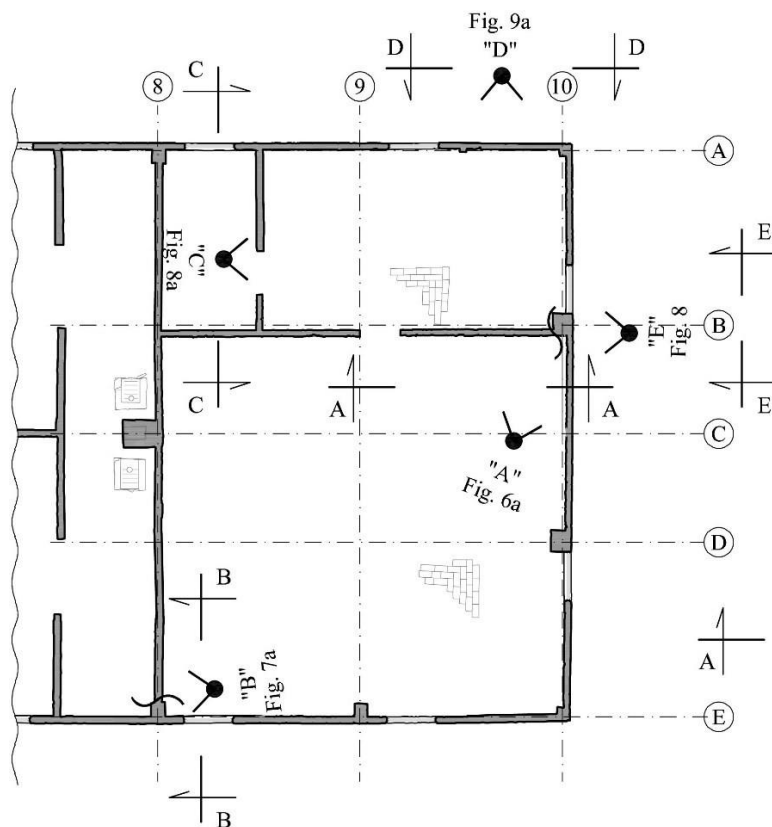 Fig. 9a
"D"
D
D
C
8
9
10
A
E
"C"
Fig. 8a
B
"E"
Fig. 8
C
A
A
E
C
"A"
Fig. 6a
D
B
"B"
Fig. 7a
A
E
B